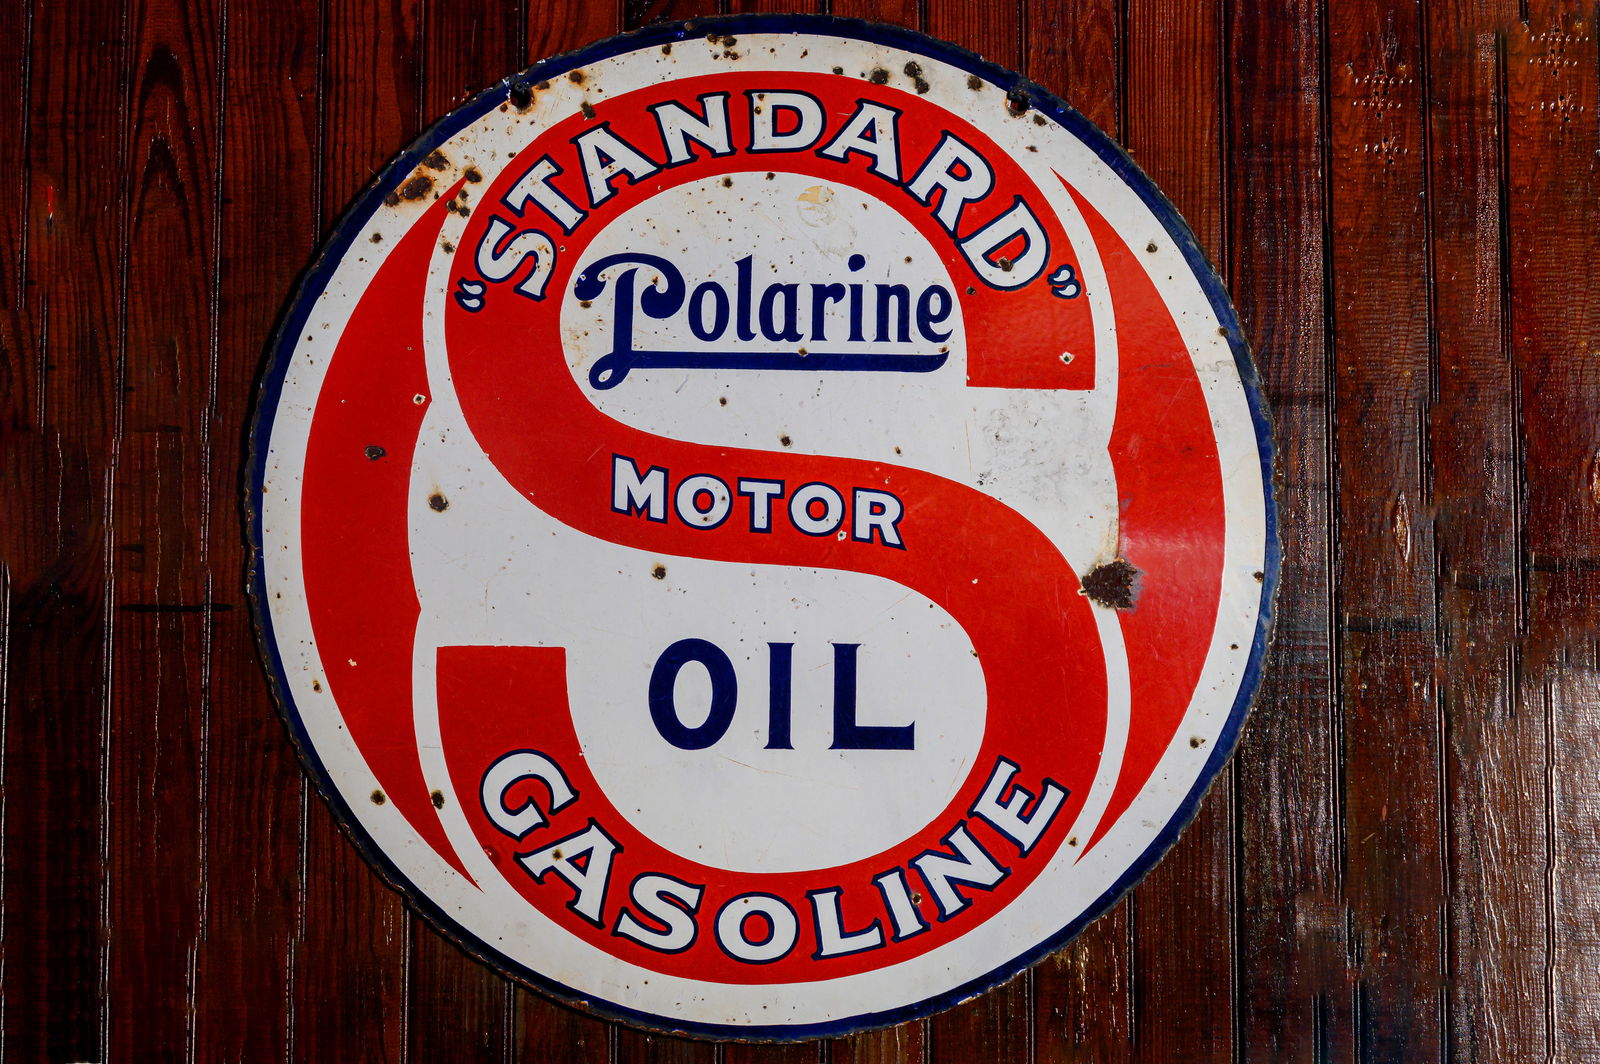 "STANDARD"
Polarine
MOTOR
OIL
GASOLINE